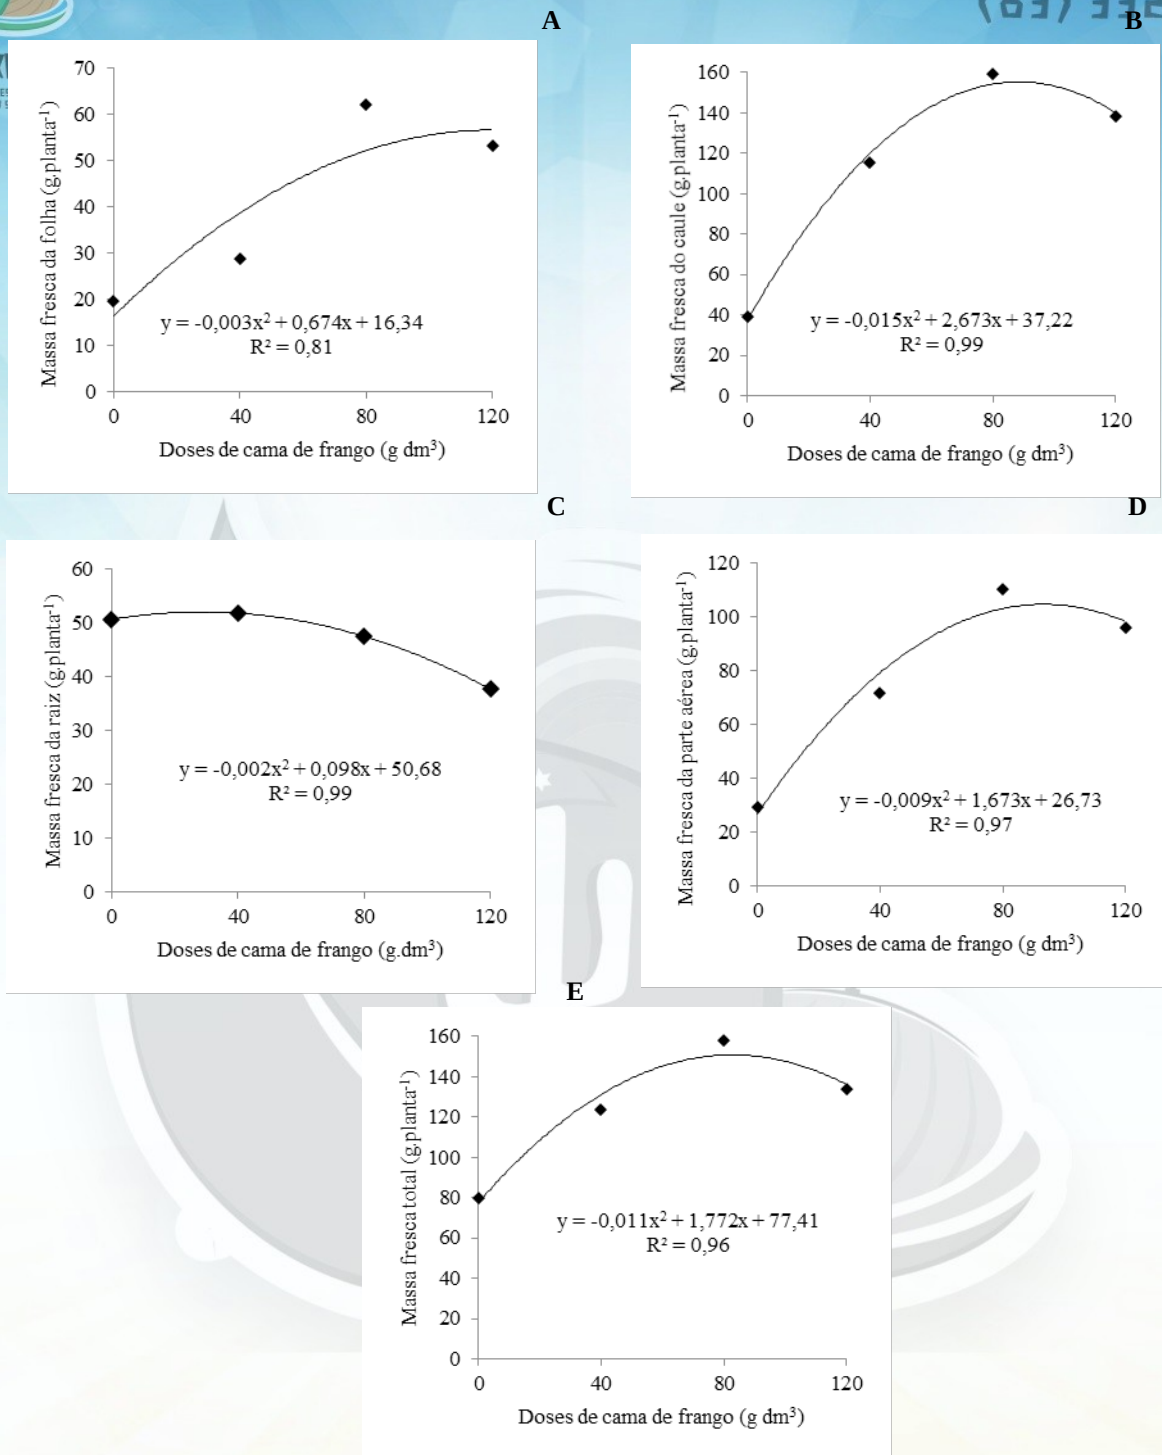 A
B
70
60
50
40
30
20
10
0
Massa fresca da folha (g.planta-1)
y = -0,003x² + 0,674x + 16,34
R² = 0,81
0 40 80 120
Doses de cama de frango (g dm³)
160
140
120
100
80
60
40
20
0
Massa fresca do caule (g.planta-1)
y = -0,015x² + 2,673x + 37,22
R² = 0,99
0 40 80 120
Doses de cama de frango (g dm³)
C
D
60
50
40
30
20
10
0
Massa fresca da raiz (g.planta-1)
y = -0,002x² + 0,098x + 50,68
R² = 0,99
0 40 80 120
Doses de cama de frango (g.dm³)
120
100
80
60
40
20
0
Massa fresca da parte aérea (g.planta-1)
y = -0,009x² + 1,673x + 26,73
R² = 0,97
0 40 80 120
Doses de cama de frango (g dm³)
E
160
140
120
100
80
60
40
20
0
Massa fresca total (g.planta-1)
y = -0,011x² + 1,772x + 77,41
R² = 0,96
0 40 80 120
Doses de cama de frango (g dm³)